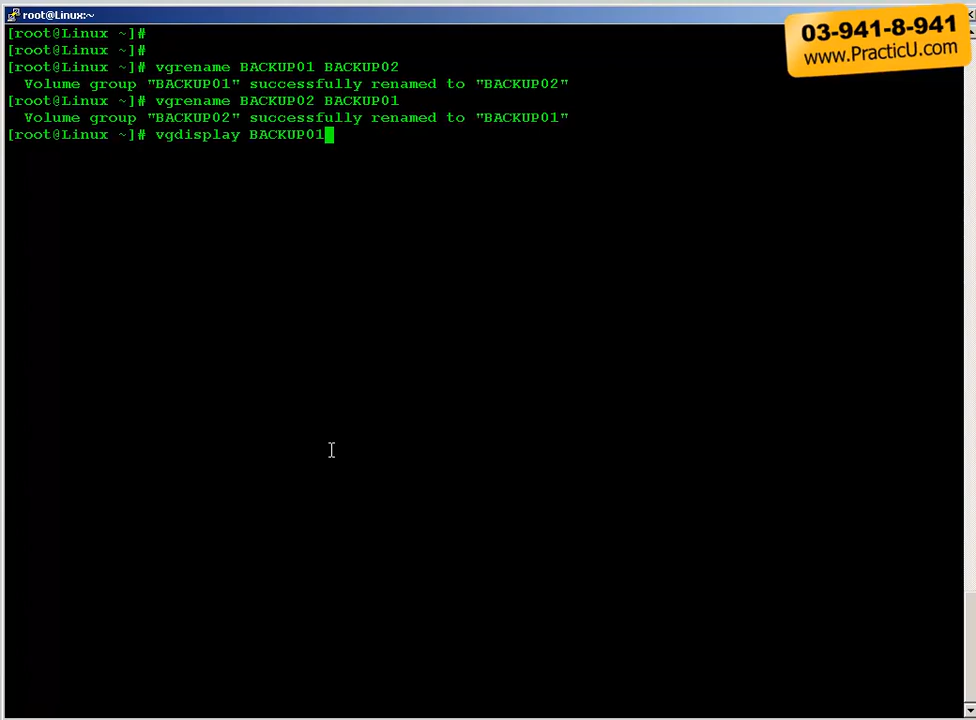 root@Linux:~
03-941-8-941
www.PracticU.com
[root@Linux ~]#
[root@Linux ~]#
[root@Linux ~]# vgrename BACKUP01 BACKUP02
  Volume group "BACKUP01" successfully renamed to "BACKUP02"
[root@Linux ~]# vgrename BACKUP02 BACKUP01
  Volume group "BACKUP02" successfully renamed to "BACKUP01"
[root@Linux ~]# vgdisplay BACKUP01